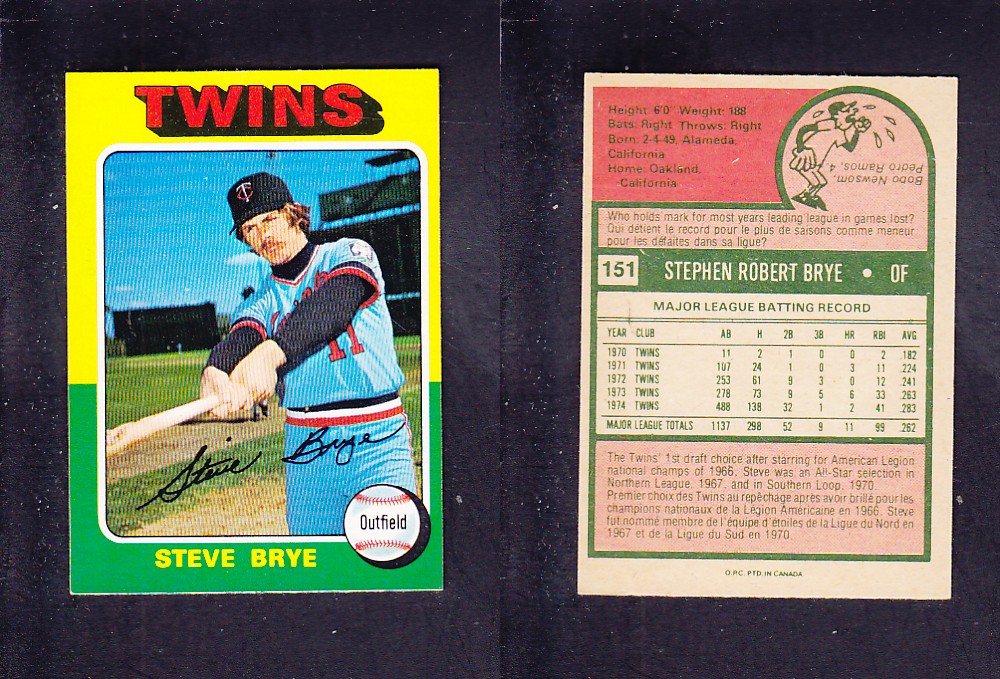 TWINS
TC
11
Steve Brye
Outfield
STEVE BRYE
Height: 6'0 Weight: 188
Bats: Right Throws: Right
Born: 2-4-49, Alameda,
California
Home: Oakland,
California
Bobo Newsom,
Pedro Ramos, 4.
Who holds mark for most years leading league in games lost?
Qui détient le record pour le plus de saisons comme meneur
pour les défaites dans sa ligue?
151 STEPHEN ROBERT BRYE • OF
MAJOR LEAGUE BATTING RECORD
YEAR CLUB AB H 2B 3B HR RBI AVG
1970 TWINS 11 2 1 0 0 2 .182
1971 TWINS 107 24 1 0 3 11 .224
1972 TWINS 253 61 9 3 0 12 .241
1973 TWINS 278 73 9 5 6 33 .263
1974 TWINS 488 138 32 1 2 41 .283
MAJOR LEAGUE TOTALS 1137 298 52 9 11 99 .262
The Twins' 1st draft choice after starring for American Legion
national champs of 1966. Steve was an All-Star selection in
Northern League, 1967, and in Southern Loop, 1970.
Premier choix des Twins au repêchage après avoir brillé pour les
champions nationaux de la Légion Américaine en 1966. Steve
fut nommé membre de l'équipe d'étoiles de la Ligue du Nord en
1967 et de la Ligue du Sud en 1970.
O.P.C. PTD. IN CANADA